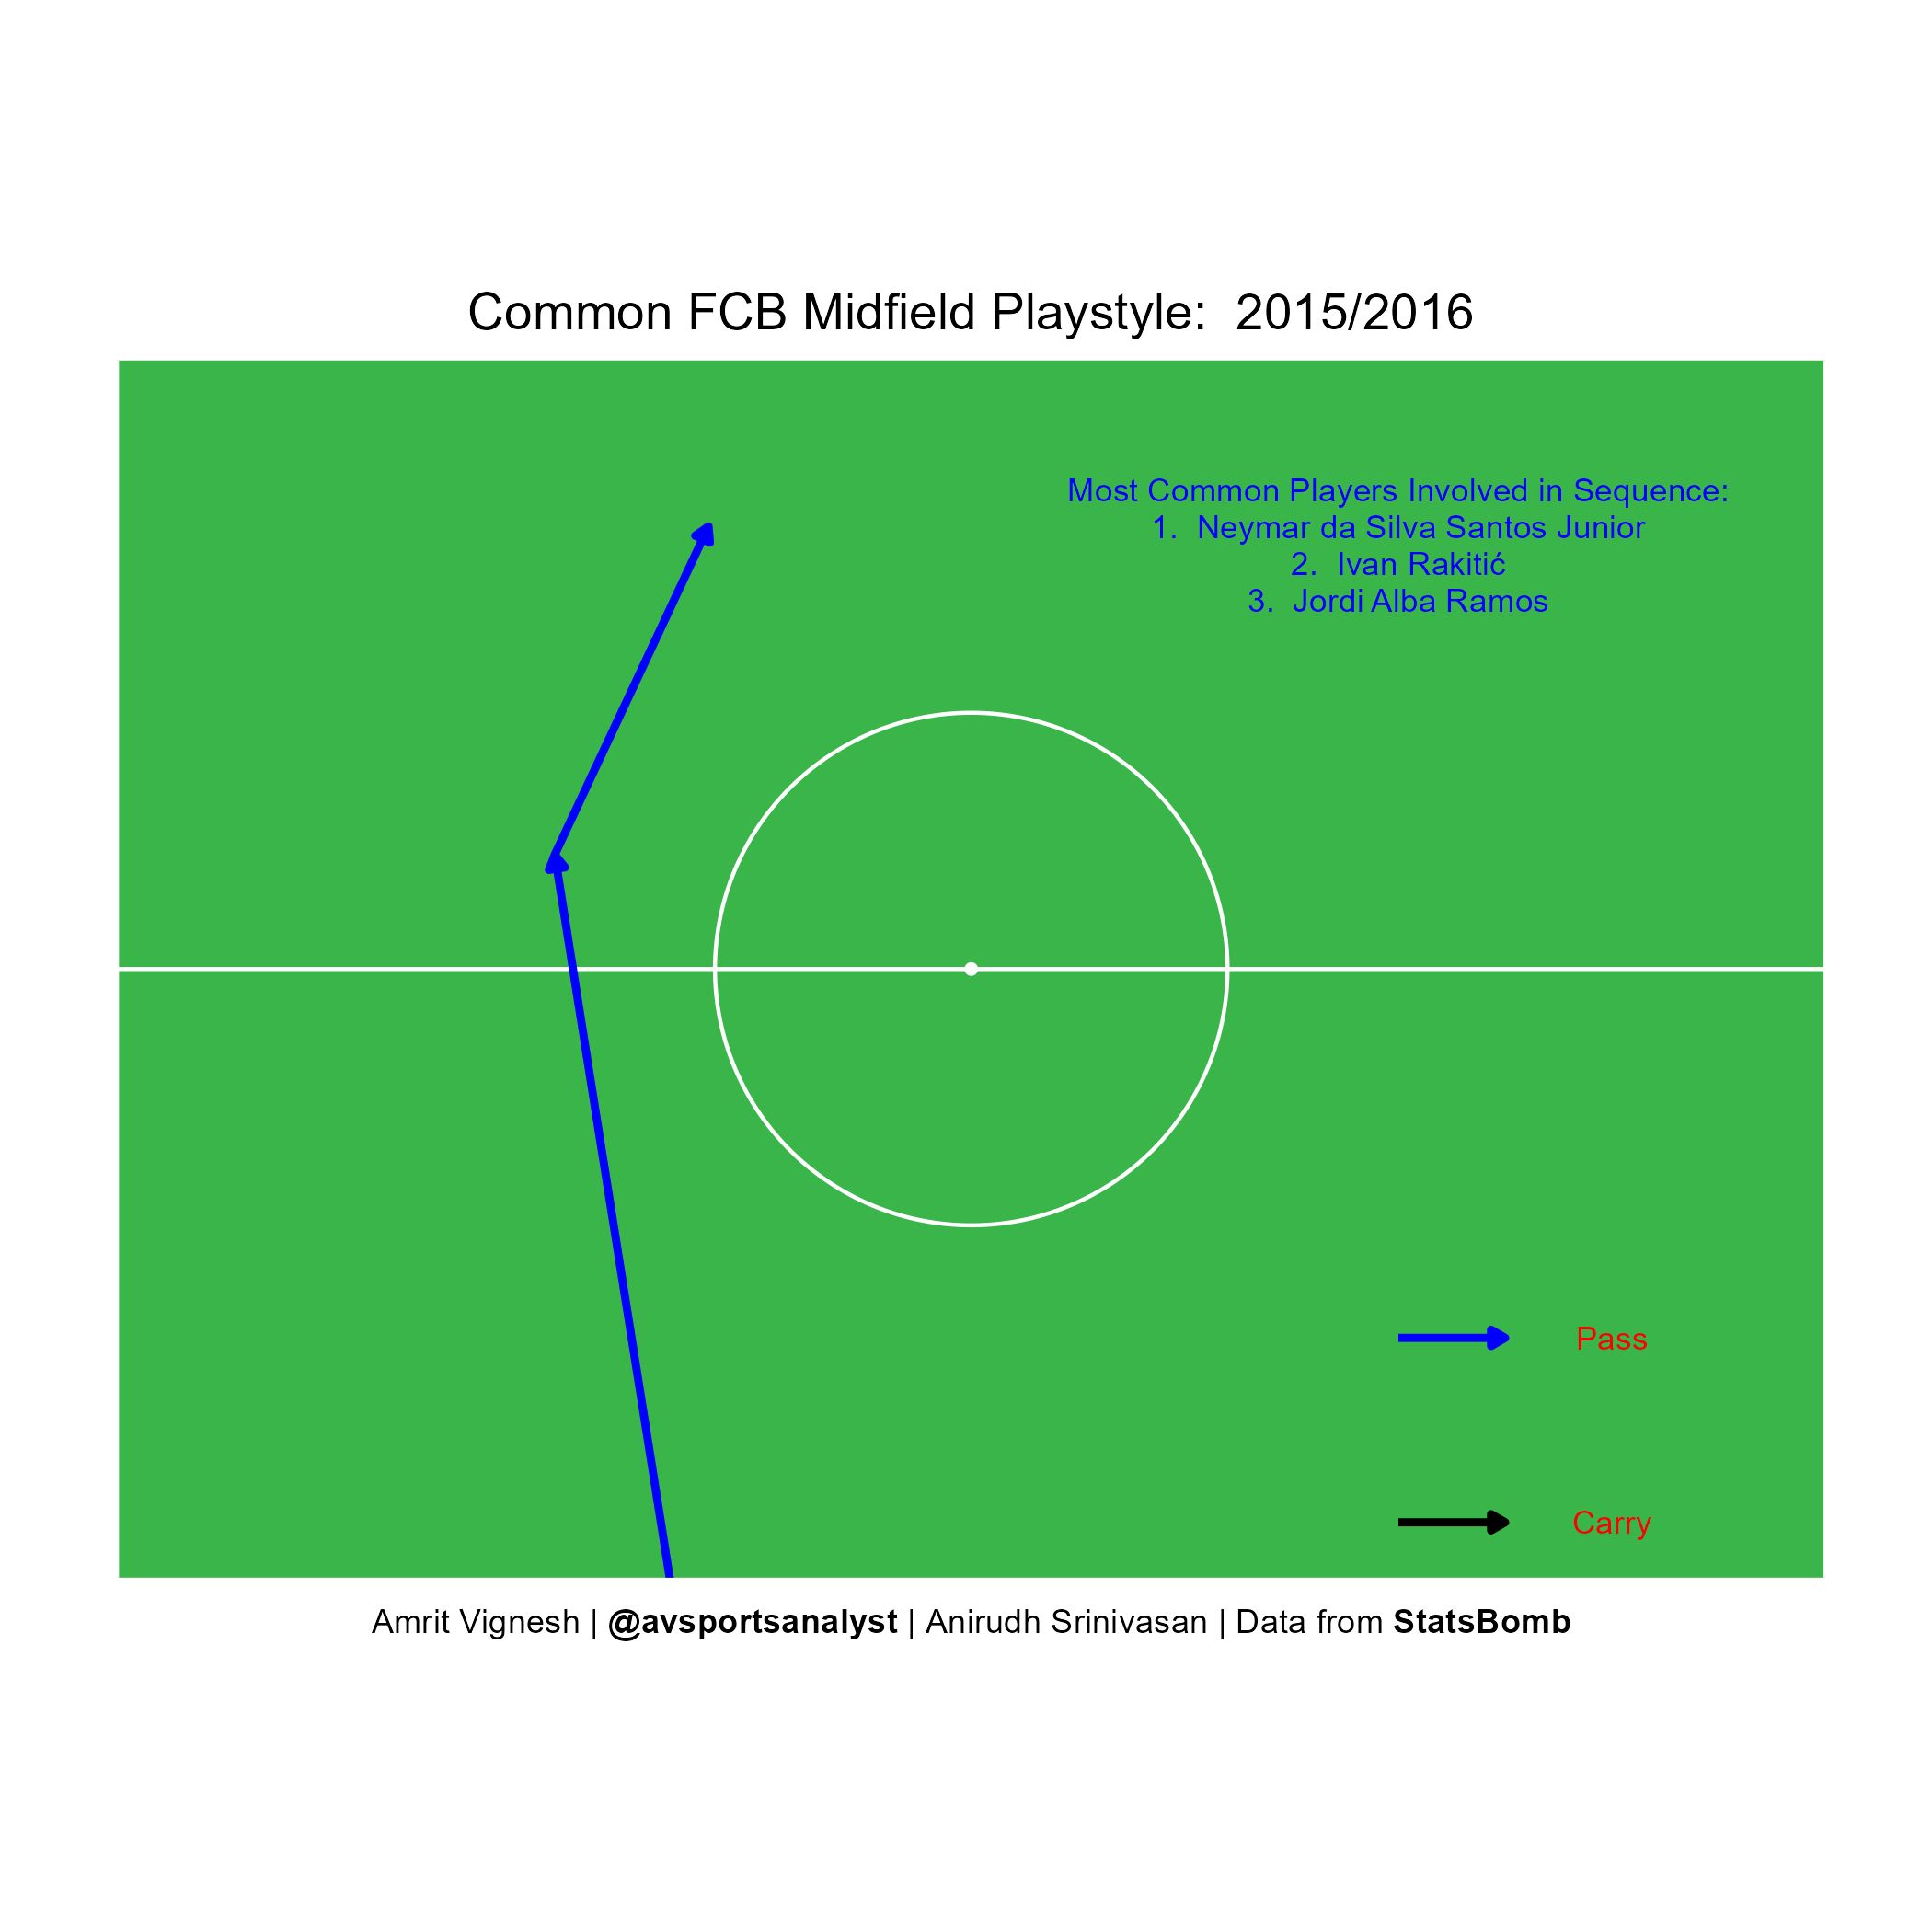 Common FCB Midfield Playstyle:  2015/2016
Most Common Players Involved in Sequence:
1.  Neymar da Silva Santos Junior
2.  Ivan Rakitić
3.  Jordi Alba Ramos
Pass
Carry
Amrit Vignesh | @avsportsanalyst | Anirudh Srinivasan | Data from StatsBomb